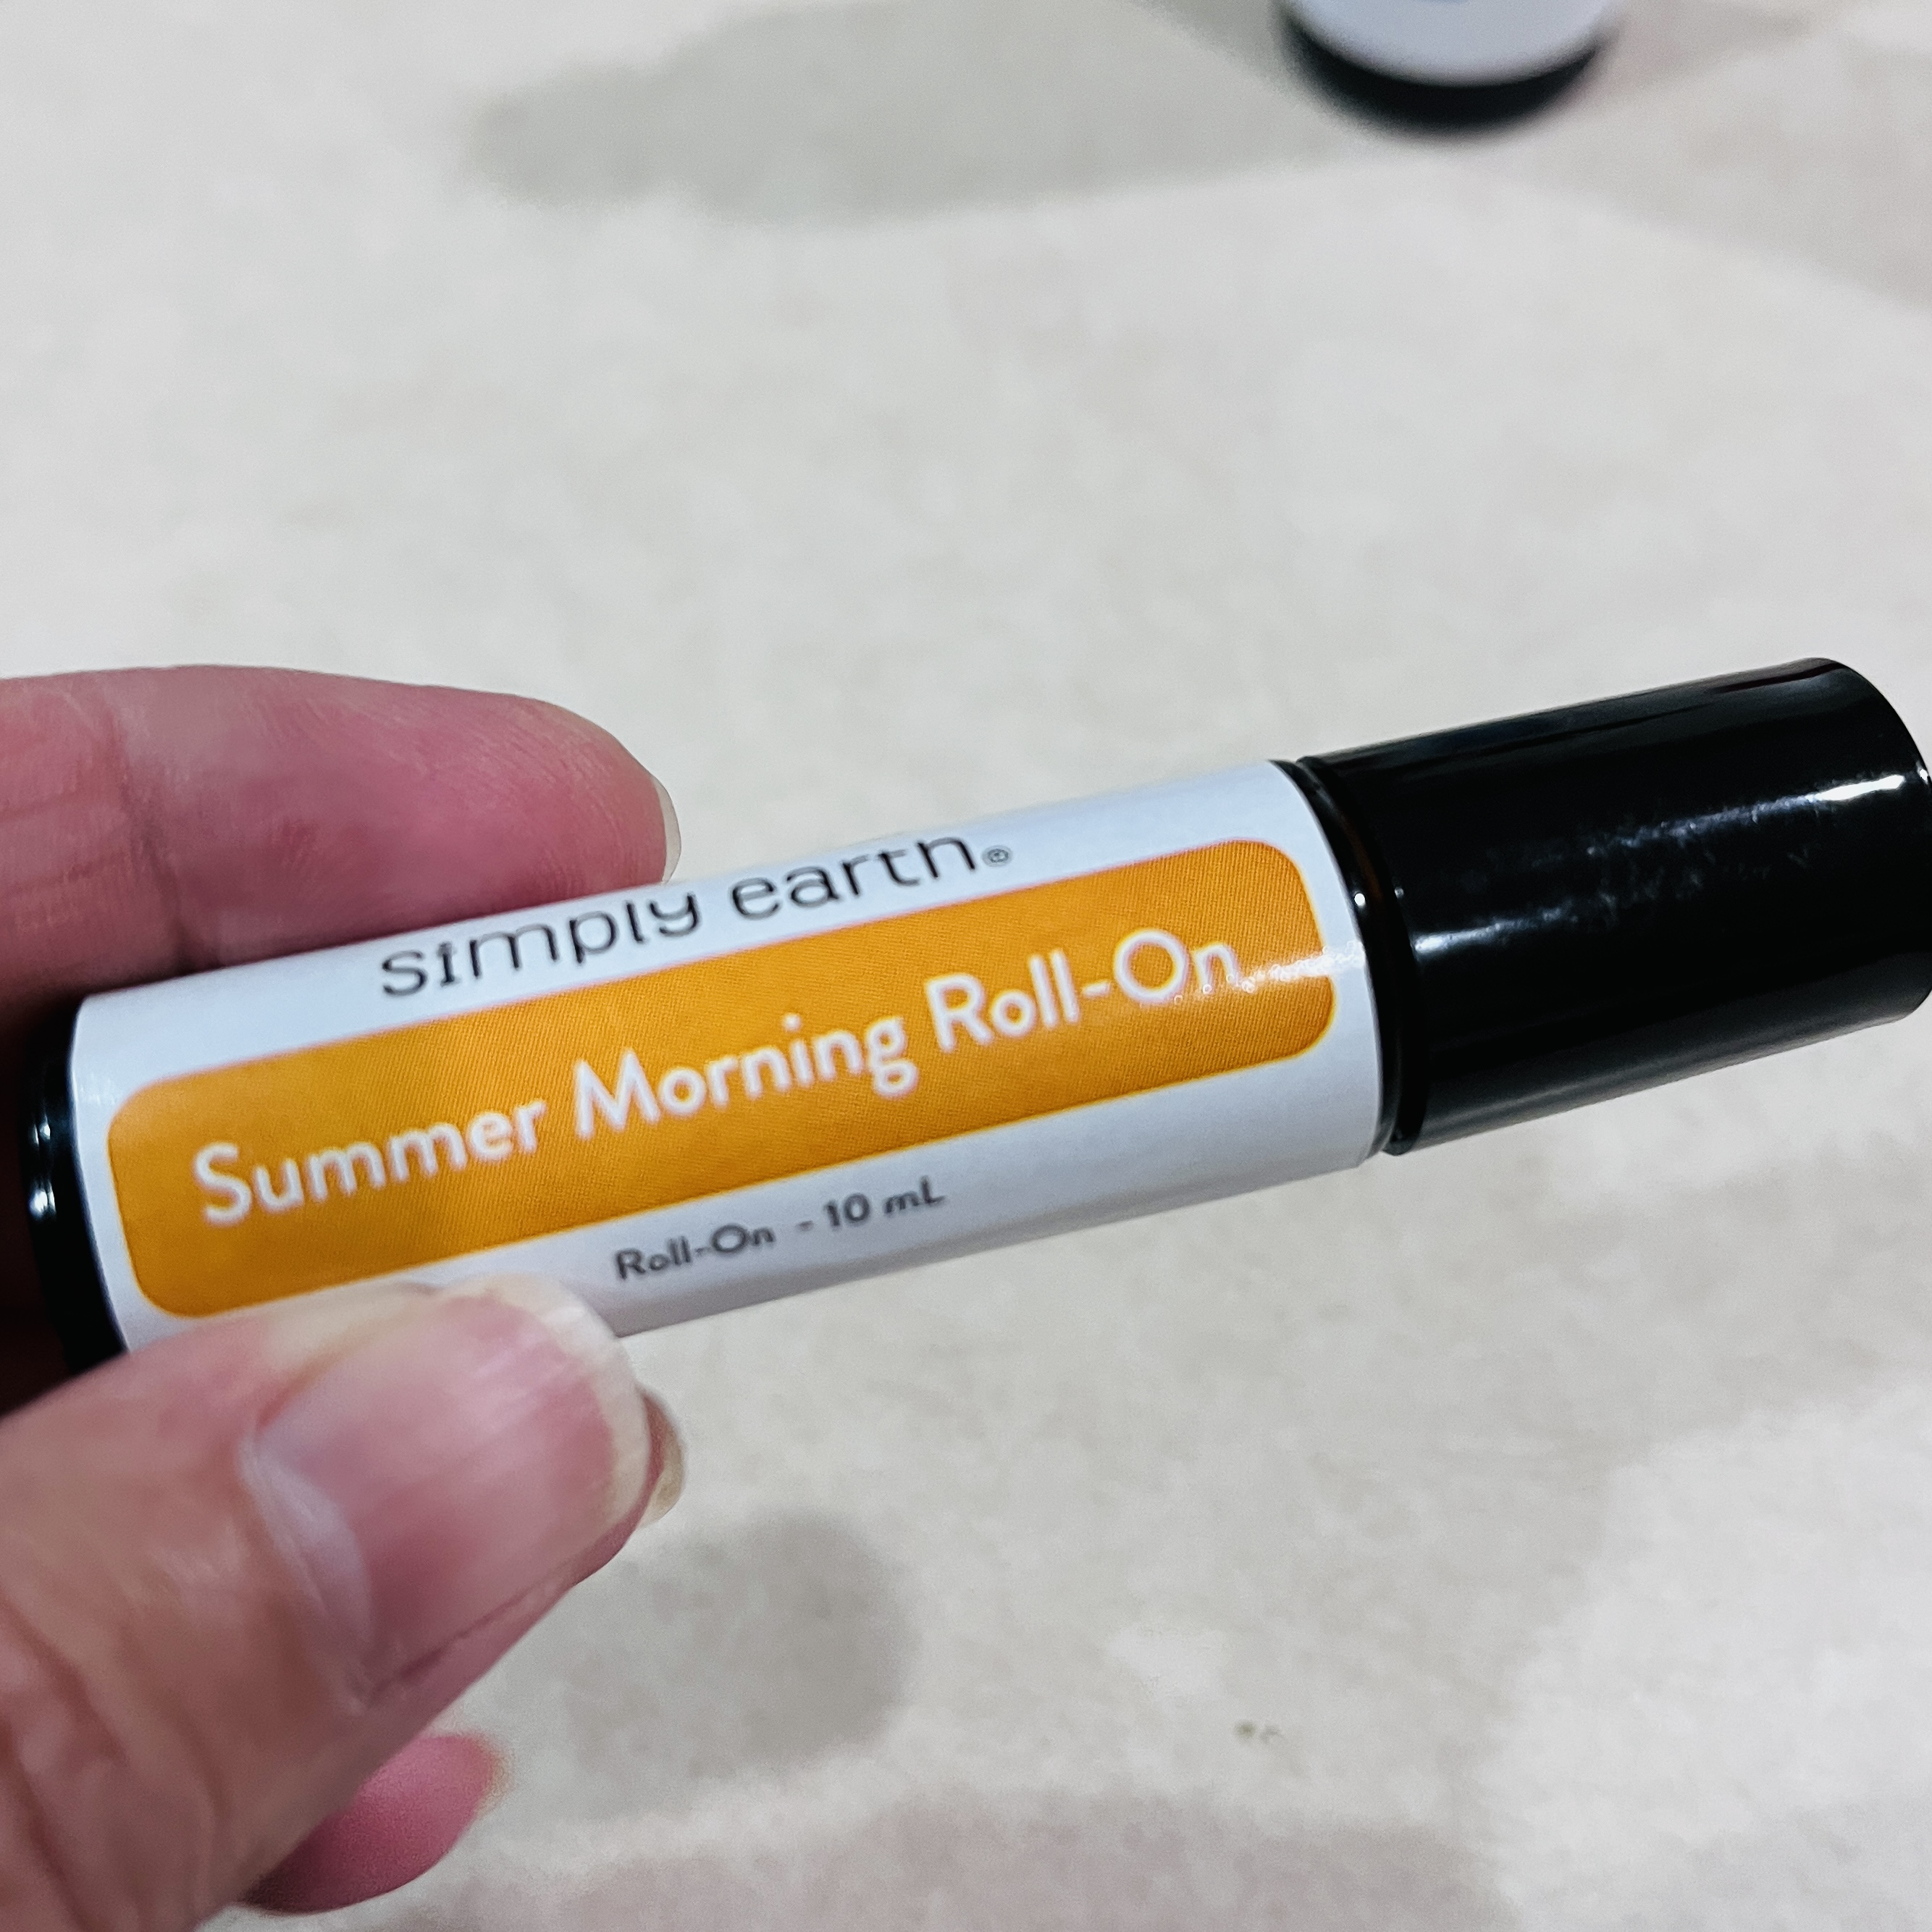 simply earth®
Summer Morning Roll-On
Roll-On - 10 mL